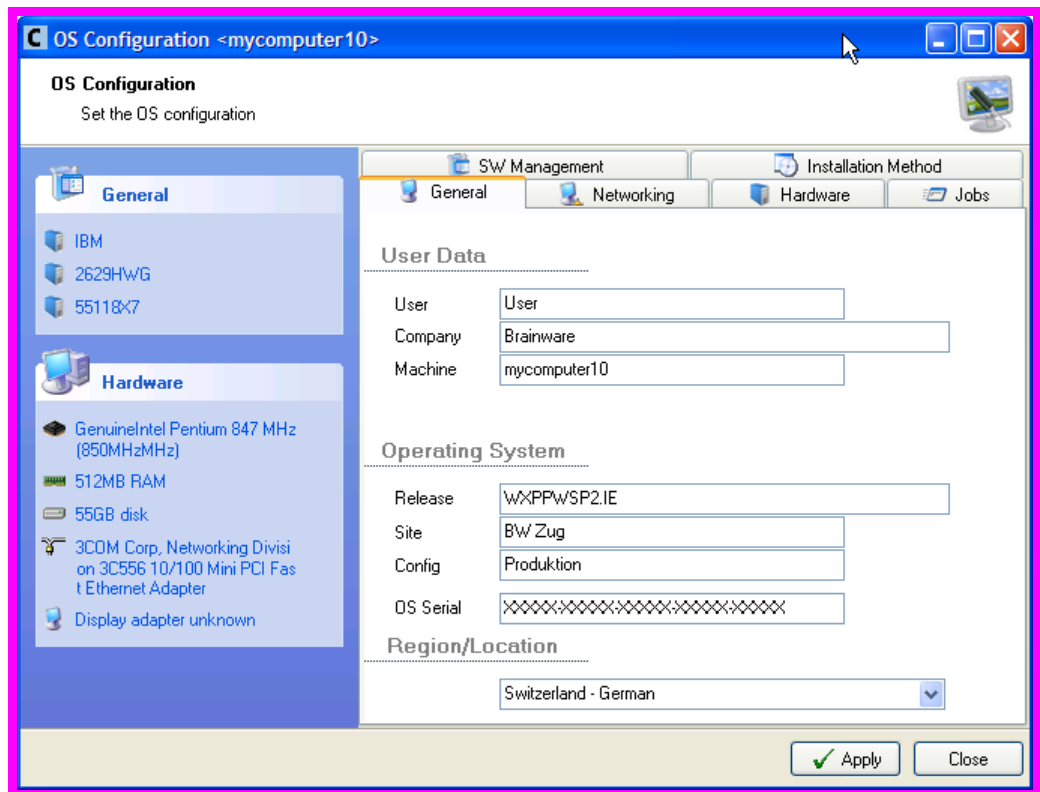 C OS Configuration <mycomputer10>
OS Configuration
Set the OS configuration
General
IBM
2629HWG
55118X7
Hardware
GenuineIntel Pentium 847 MHz
(850MHzMHz)
512MB RAM
55GB disk
3COM Corp, Networking Divisi
on 3C556 10/100 Mini PCI Fas
t Ethernet Adapter
Display adapter unknown
SW Management Installation Method
General Networking Hardware Jobs
User Data
User User
Company Brainware
Machine mycomputer10
Operating System
Release WXPPWSP2.IE
Site BW Zug
Config Produktion
OS Serial XXXXX-XXXXX-XXXXX-XXXXX-XXXXX
Region/Location
Switzerland - German
Apply Close